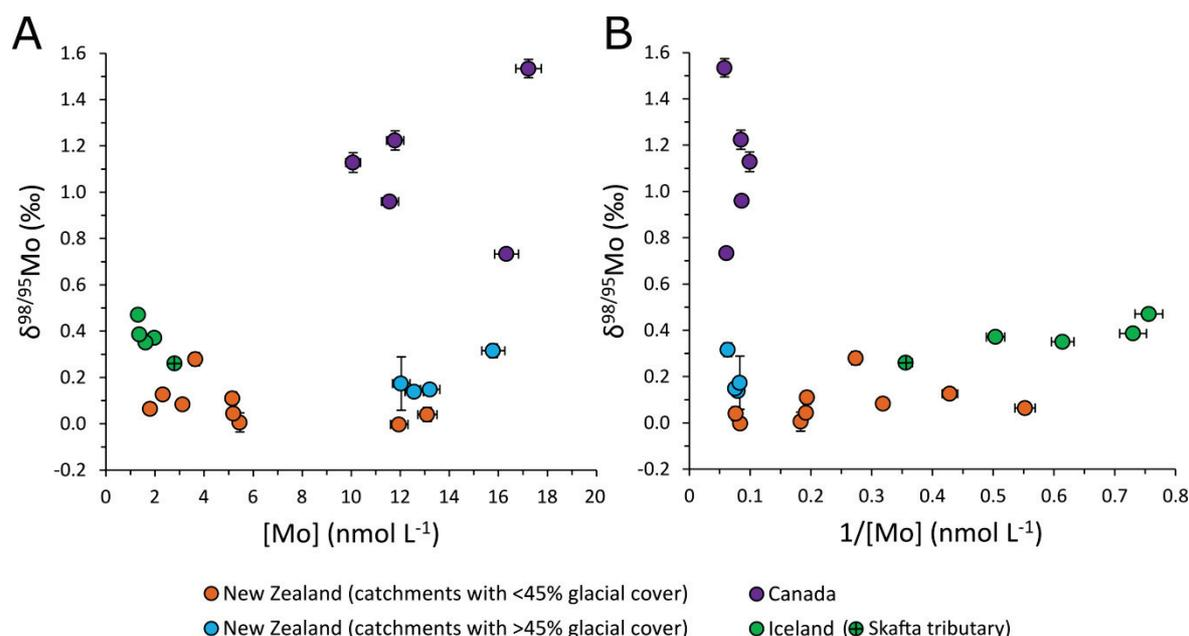 A
B
1.6
1.4
1.2
1.0
0.8
0.6
0.4
0.2
0.0
-0.2
δ98/95Mo (‰)
0 2 4 6 8 10 12 14 16 18 20
[Mo] (nmol L-1)
1.6
1.4
1.2
1.0
0.8
0.6
0.4
0.2
0.0
-0.2
δ98/95Mo (‰)
0 0.1 0.2 0.3 0.4 0.5 0.6 0.7 0.8
1/[Mo] (nmol L-1)
New Zealand (catchments with <45% glacial cover)
Canada
New Zealand (catchments with >45% glacial cover)
Iceland ( Skafta tributary)